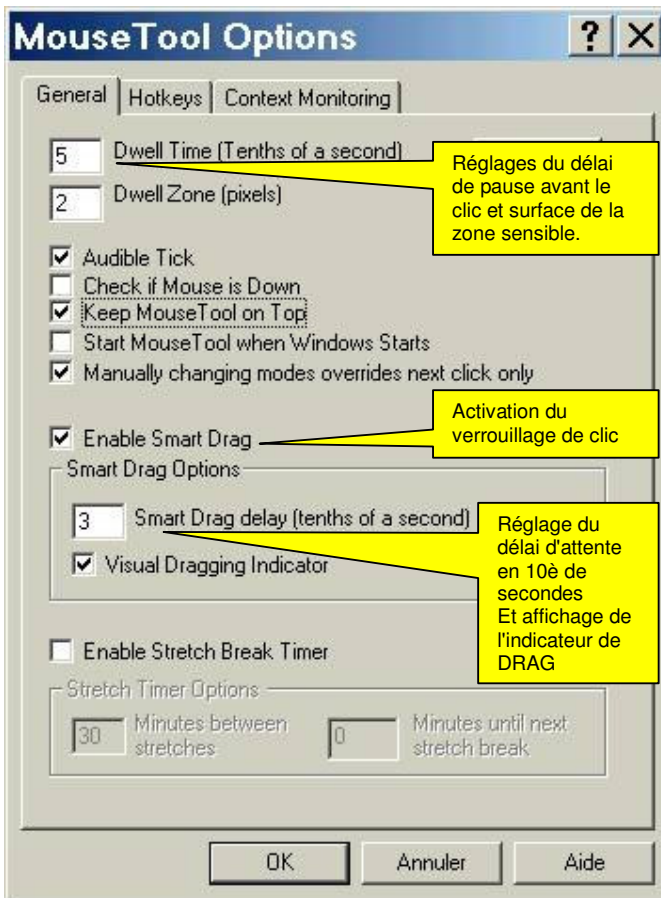 MouseTool Options
General
Hotkeys
Context Monitoring
5
Dwell Time (Tenths of a second)
2
Dwell Zone (pixels)
Réglages du délai
de pause avant le
clic et surface de la
zone sensible.
Audible Tick
Check if Mouse is Down
Keep MouseTool on Top
Start MouseTool when Windows Starts
Manually changing modes overrides next click only
Activation du
verrouillage de clic
Enable Smart Drag
Smart Drag Options
3
Smart Drag delay (tenths of a second)
Visual Dragging Indicator
Réglage du
délai d'attente
en 10è de
secondes
Et affichage de
l'indicateur de
DRAG
Enable Stretch Break Timer
Stretch Timer Options
30
Minutes between
stretches
0
Minutes until next
stretch break
OK
Annuler
Aide